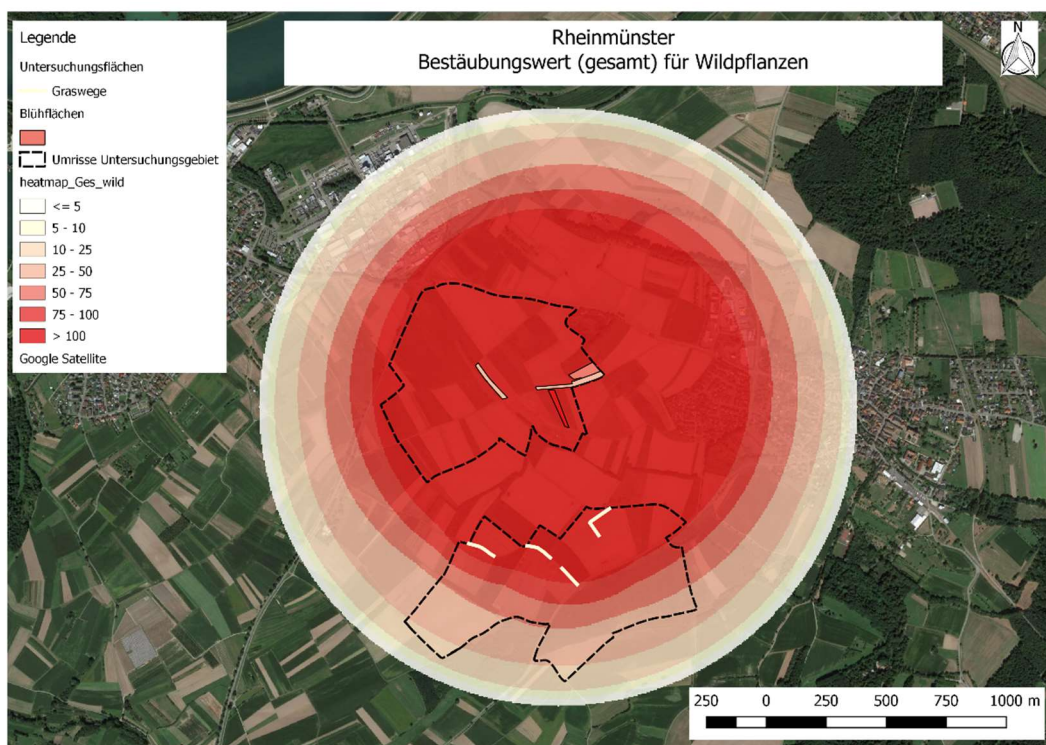 Rheinmünster
Bestäubungswert (gesamt) für Wildpflanzen
N
Legende
Untersuchungsflächen
Graswege
Blühflächen
Umrisse Untersuchungsgebiet
heatmap_Ges_wild
<= 5
5 - 10
10 - 25
25 - 50
50 - 75
75 - 100
> 100
Google Satellite
250 0 250 500 750 1000 m